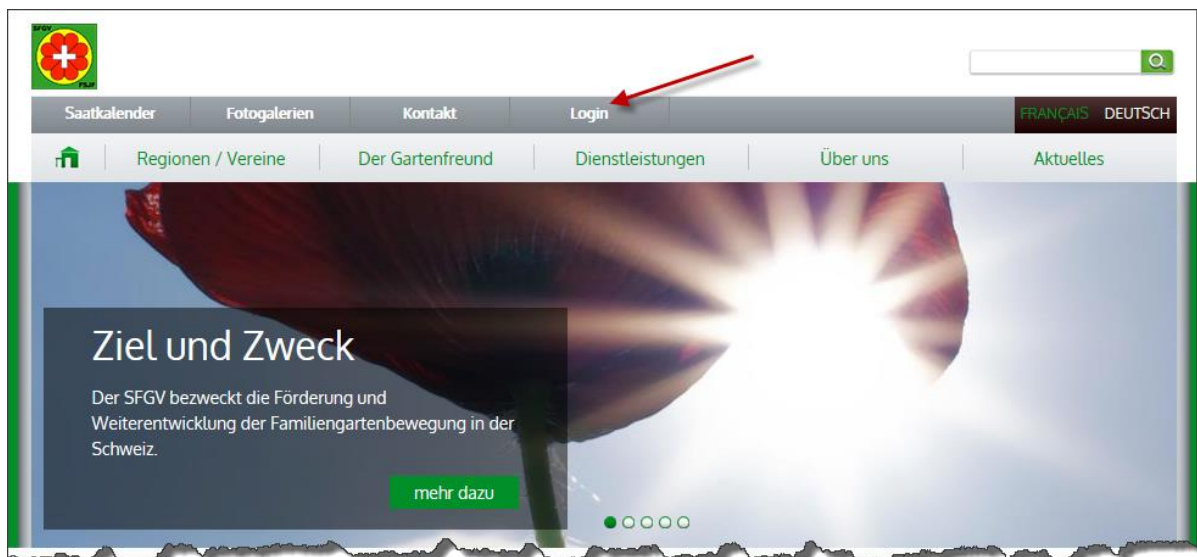 SFGV
FSJF
Saatkalender Fotogalerien Kontakt Login FRANÇAIS DEUTSCH
Regionen / Vereine Der Gartenfreund Dienstleistungen Über uns Aktuelles
Ziel und Zweck
Der SFGV bezweckt die Förderung und
Weiterentwicklung der Familiengartenbewegung in der
Schweiz.
mehr dazu